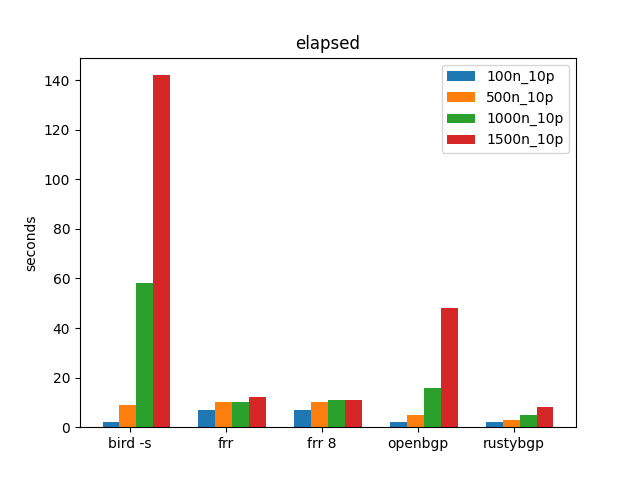 elapsed
100n_10p
500n_10p
1000n_10p
1500n_10p
seconds
140
120
100
80
60
40
20
0
bird -s frr frr 8 openbgp rustybgp